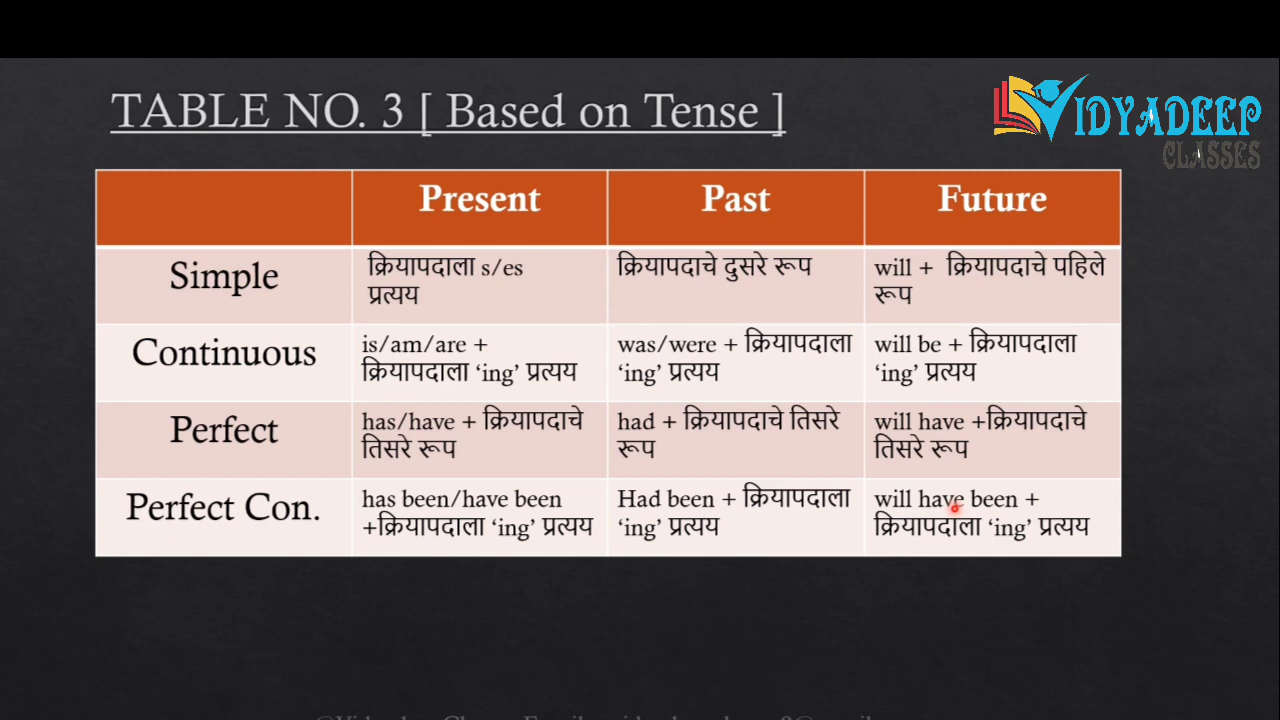 TABLE NO. 3 [ Based on Tense ]
VIDYADEEP
CLASSES
Present Past Future
Simple
क्रियापदाला s/es
प्रत्यय
क्रियापदाचे दुसरे रूप
will + क्रियापदाचे पहिले
रूप
Continuous
is/am/are +
क्रियापदाला ‘ing’ प्रत्यय
was/were + क्रियापदाला
‘ing’ प्रत्यय
will be + क्रियापदाला
‘ing’ प्रत्यय
Perfect
has/have + क्रियापदाचे
तिसरे रूप
had + क्रियापदाचे तिसरे
रूप
will have +क्रियापदाचे
तिसरे रूप
Perfect Con.
has been/have been
+क्रियापदाला ‘ing’ प्रत्यय
Had been + क्रियापदाला
‘ing’ प्रत्यय
will have been +
क्रियापदाला ‘ing’ प्रत्यय